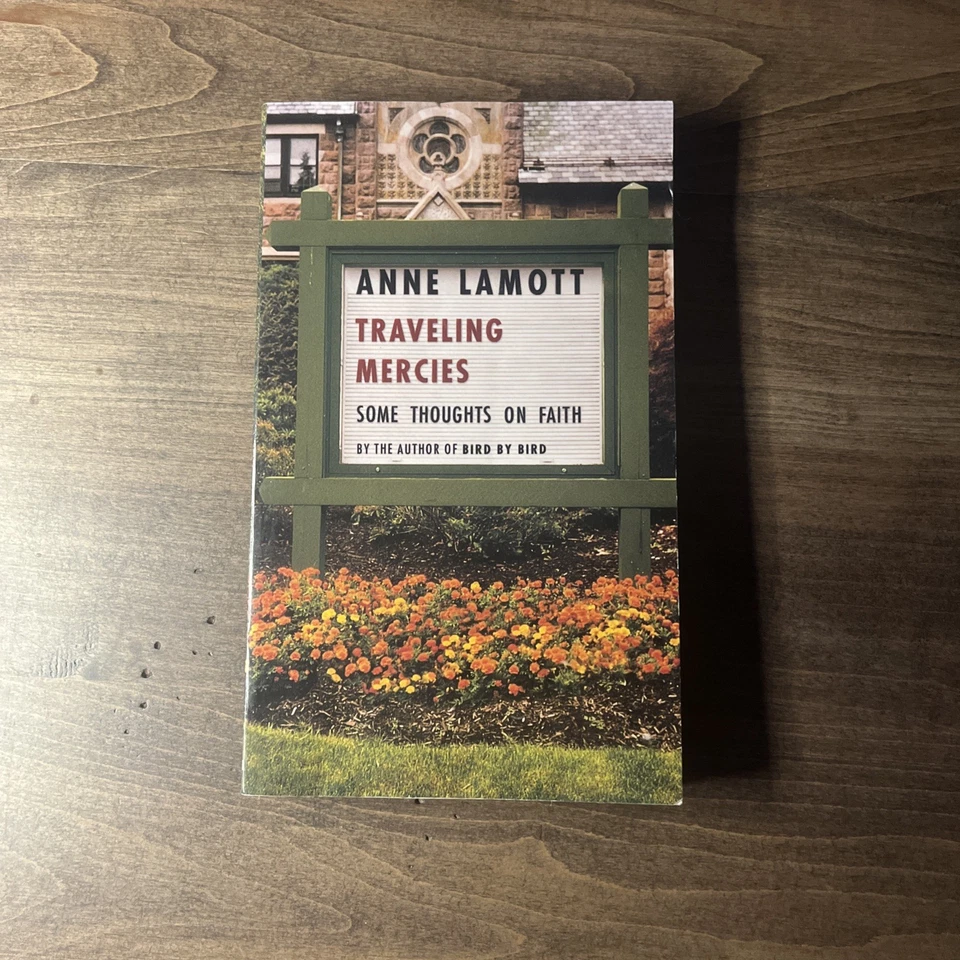 ANNE LAMOTT
TRAVELING
MERCIES
SOME THOUGHTS ON FAITH
BY THE AUTHOR OF BIRD BY BIRD